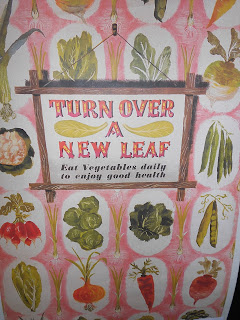 TURN OVER
A
NEW LEAF
Eat Vegetables daily
to enjoy good health